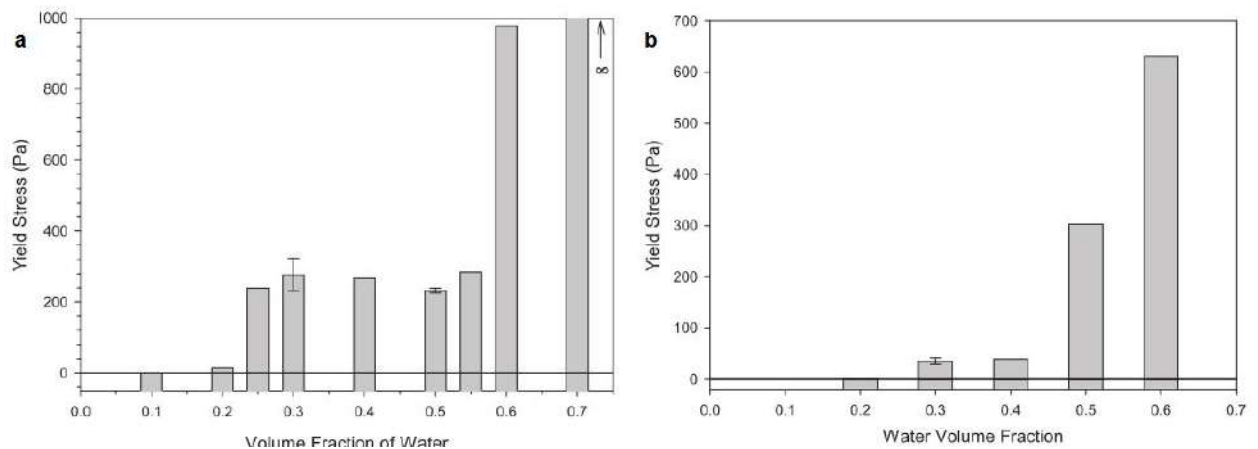 a
1000
800
600
400
200
0
Yield Stress (Pa)
0.0 0.1 0.2 0.3 0.4 0.5 0.6 0.7
Volume Fraction of Water
∞
b
700
600
500
400
300
200
100
0
Yield Stress (Pa)
0.0 0.1 0.2 0.3 0.4 0.5 0.6 0.7
Water Volume Fraction